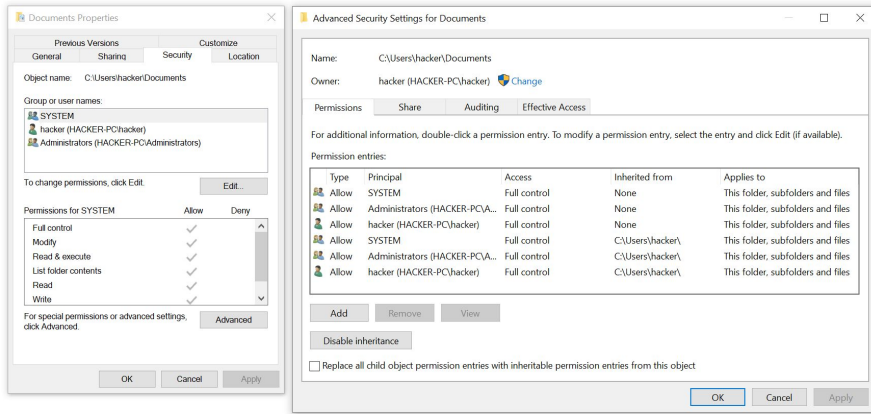 Documents Properties
Previous Versions Customize
General Sharing Security Location
Object name: C:\Users\hacker\Documents
Group or user names:
SYSTEM
hacker (HACKER-PC\hacker)
Administrators (HACKER-PC\Administrators)
To change permissions, click Edit.
Edit...
Permissions for SYSTEM Allow Deny
Full control
Modify
Read & execute
List folder contents
Read
Write
For special permissions or advanced settings,
click Advanced.
Advanced
OK Cancel Apply
Advanced Security Settings for Documents
Name: C:\Users\hacker\Documents
Owner: hacker (HACKER-PC\hacker) Change
Permissions Share Auditing Effective Access
For additional information, double-click a permission entry. To modify a permission entry, select the entry and click Edit (if available).
Permission entries:
Type Principal Access Inherited from Applies to
Allow SYSTEM Full control None This folder, subfolders and files
Allow Administrators (HACKER-PC\A... Full control None This folder, subfolders and files
Allow hacker (HACKER-PC\hacker) Full control None This folder, subfolders and files
Allow SYSTEM Full control C:\Users\hacker\ This folder, subfolders and files
Allow Administrators (HACKER-PC\A... Full control C:\Users\hacker\ This folder, subfolders and files
Allow hacker (HACKER-PC\hacker) Full control C:\Users\hacker\ This folder, subfolders and files
Add Remove View
Disable inheritance
Replace all child object permission entries with inheritable permission entries from this object
OK Cancel Apply